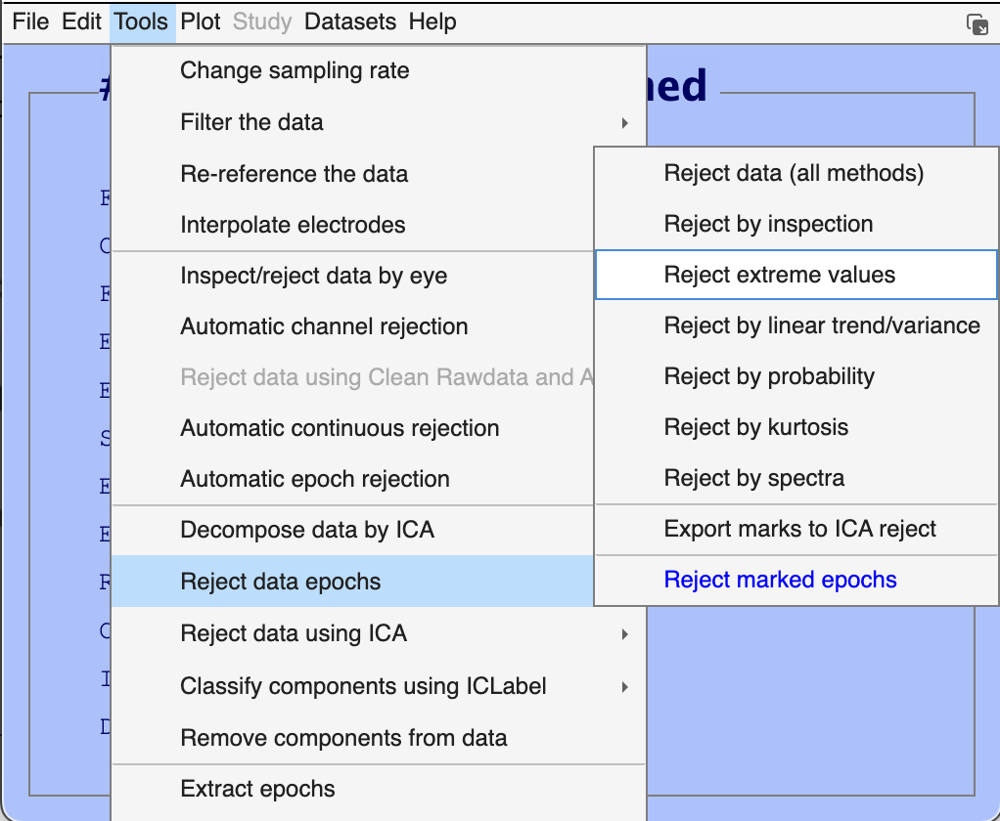 File Edit Tools Plot Study Datasets Help
#
ned
Change sampling rate
Filter the data
Re-reference the data
Interpolate electrodes
Inspect/reject data by eye
Automatic channel rejection
Reject data using Clean Rawdata and A
Automatic continuous rejection
Automatic epoch rejection
Decompose data by ICA
Reject data epochs
Reject data using ICA
Classify components using ICLabel
Remove components from data
Extract epochs
Reject data (all methods)
Reject by inspection
Reject extreme values
Reject by linear trend/variance
Reject by probability
Reject by kurtosis
Reject by spectra
Export marks to ICA reject
Reject marked epochs